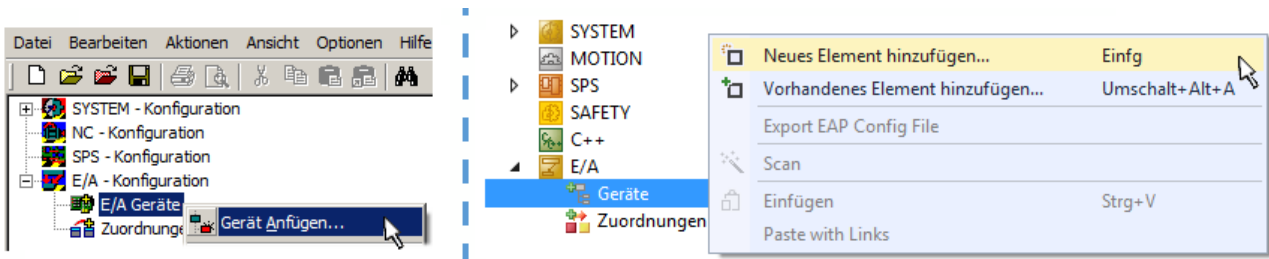 Datei Bearbeiten Aktionen Ansicht Optionen Hilfe
SYSTEM - Konfiguration
NC - Konfiguration
SPS - Konfiguration
E/A - Konfiguration
E/A Geräte
Gerät Anfügen...
Zuordnunge
SYSTEM
MOTION
SPS
SAFETY
C++
E/A
Geräte
Zuordnungen
Neues Element hinzufügen... Einfg
Vorhandenes Element hinzufügen... Umschalt+Alt+A
Export EAP Config File
Scan
Einfügen Strg+V
Paste with Links